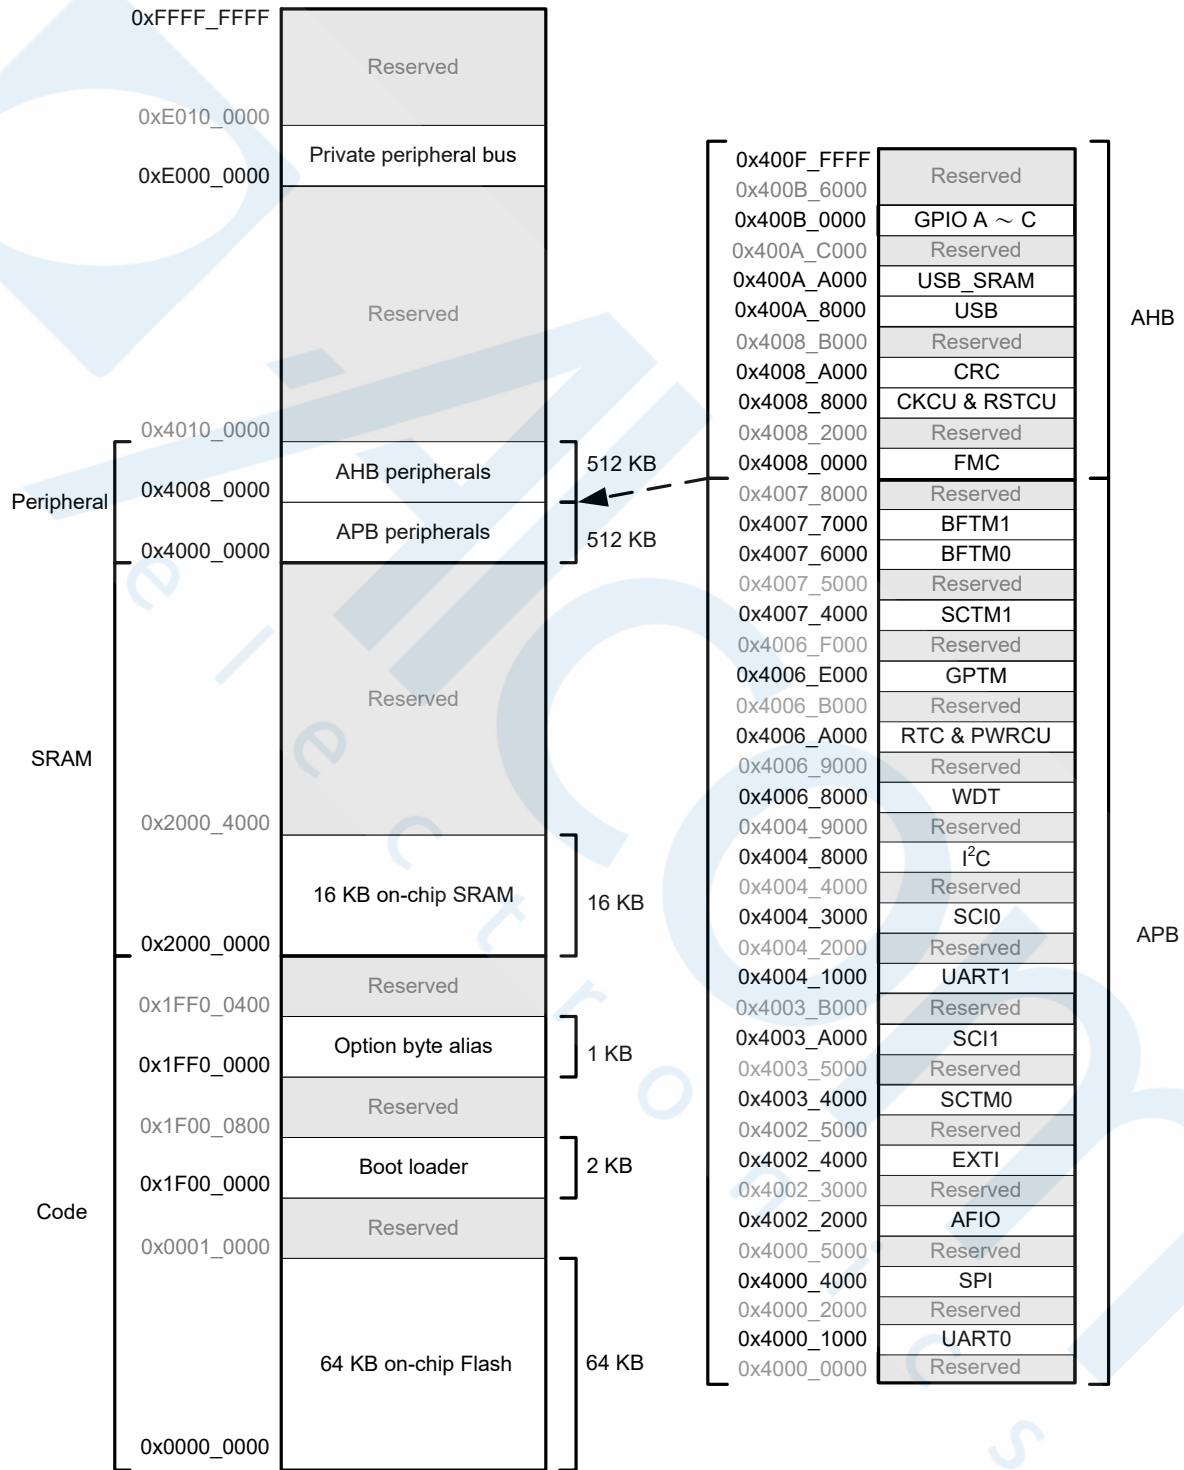 0xFFFF_FFFF
Reserved
0xE010_0000
Private peripheral bus
0xE000_0000
Reserved
0x4010_0000
AHB peripherals
512 KB
0x4008_0000
Peripheral
APB peripherals
512 KB
0x4000_0000
Reserved
SRAM
0x2000_4000
16 KB on-chip SRAM
16 KB
0x2000_0000
Reserved
0x1FF0_0400
Option byte alias
1 KB
0x1FF0_0000
Reserved
0x1F00_0800
Boot loader
2 KB
0x1F00_0000
Code
Reserved
0x0001_0000
64 KB on-chip Flash
64 KB
0x0000_0000
0x400F_FFFF
Reserved
0x400B_6000
0x400B_0000 GPIO A ~ C
0x400A_C000 Reserved
0x400A_A000 USB_SRAM
0x400A_8000 USB
AHB
0x4008_B000 Reserved
0x4008_A000 CRC
0x4008_8000 CKCU & RSTCU
0x4008_2000 Reserved
0x4008_0000 FMC
0x4007_8000 Reserved
0x4007_7000 BFTM1
0x4007_6000 BFTM0
0x4007_5000 Reserved
0x4007_4000 SCTM1
0x4006_F000 Reserved
0x4006_E000 GPTM
0x4006_B000 Reserved
0x4006_A000 RTC & PWRCU
0x4006_9000 Reserved
0x4006_8000 WDT
0x4004_9000 Reserved
0x4004_8000 I²C
0x4004_4000 Reserved
0x4004_3000 SCI0
APB
0x4004_2000 Reserved
0x4004_1000 UART1
0x4003_B000 Reserved
0x4003_A000 SCI1
0x4003_5000 Reserved
0x4003_4000 SCTM0
0x4002_5000 Reserved
0x4002_4000 EXTI
0x4002_3000 Reserved
0x4002_2000 AFIO
0x4000_5000 Reserved
0x4000_4000 SPI
0x4000_2000 Reserved
0x4000_1000 UART0
0x4000_0000 Reserved
electronics